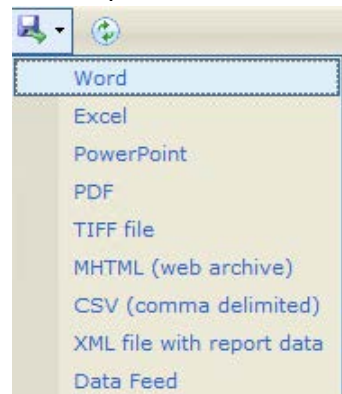 Word
Excel
PowerPoint
PDF
TIFF file
MHTML (web archive)
CSV (comma delimited)
XML file with report data
Data Feed